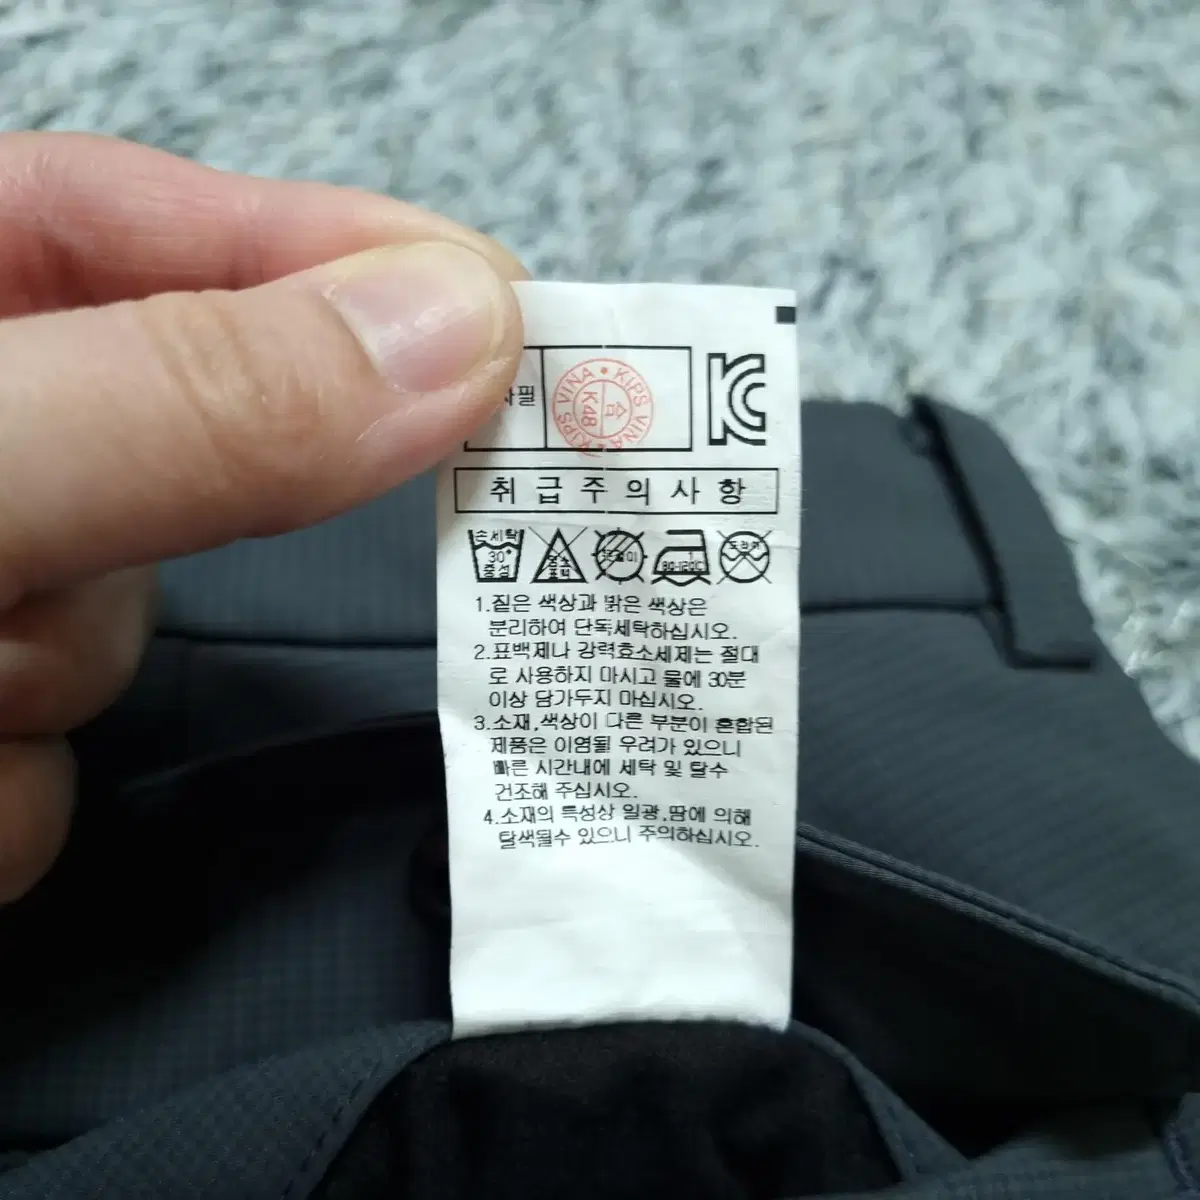 사필
KIPS VINA • KIPS VINA
K48
숨
KC
취급주의사항
손세탁
30°
중성
염소
표백
드라이
80-120℃
1.짙은 색상과 밝은 색상은
분리하여 단독세탁하십시오.
2.표백제나 강력효소세제는 절대
로 사용하지 마시고 물에 30분
이상 담가두지 마십시오.
3.소재,색상이 다른 부분이 혼합된
제품은 이염될 우려가 있으니
빠른 시간내에 세탁 및 탈수
건조해 주십시오.
4.소재의 특성상 일광,땀에 의해
탈색될수 있으니 주의하십시오.